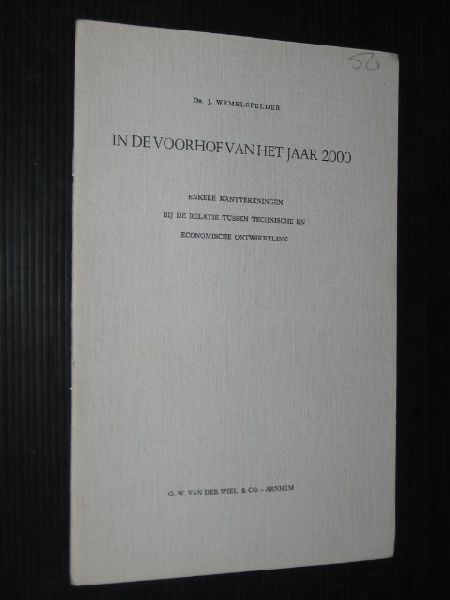 Dr. J. WEMELSFELDER
IN DE VOORHOF VAN HET JAAR 2000
ENKELE KANTTEKENINGEN
BIJ DE RELATIE TUSSEN TECHNISCHE EN
ECONOMISCHE ONTWIKKELING
G. W. VAN DER WIEL & CO. - ARNHEM